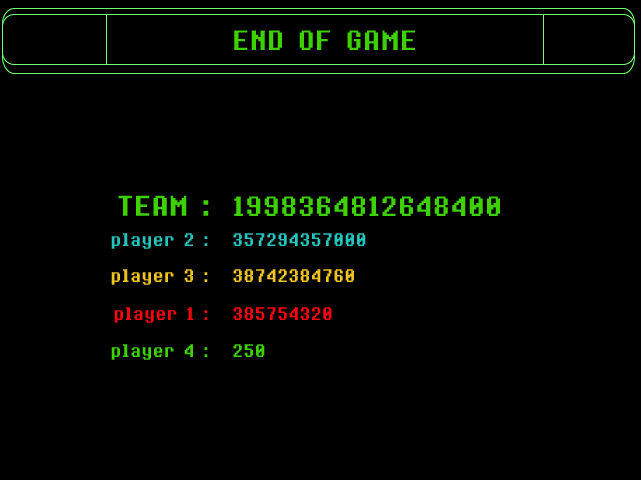 END OF GAME
TEAM : 1998364812648400
player 2 : 357294357000
player 3 : 38742384760
player 1 : 385754320
player 4 : 250